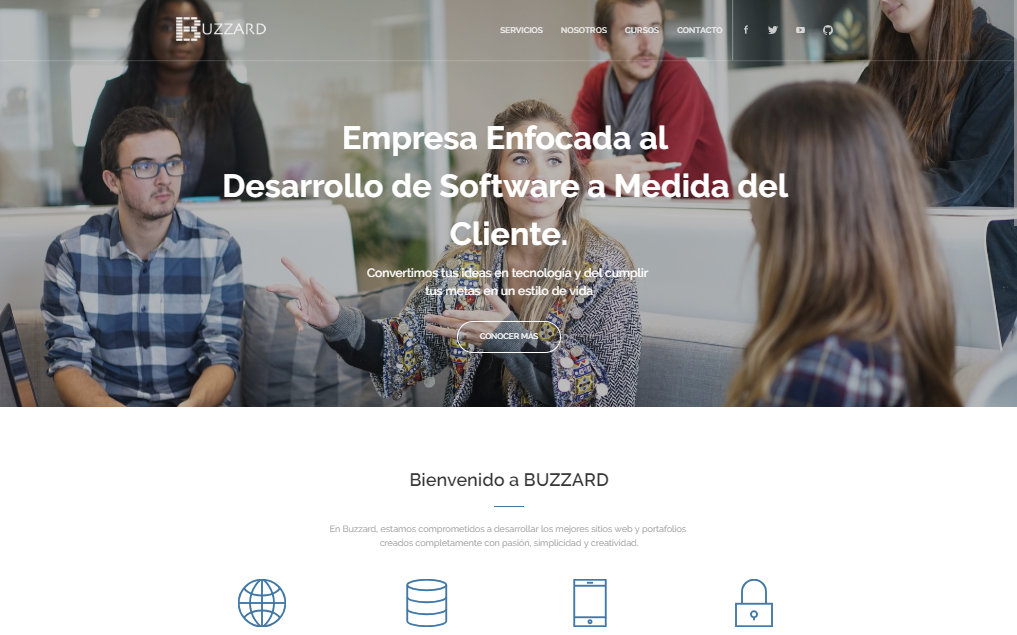 BUZZARD
SERVICIOS NOSOTROS CURSOS CONTACTO
Empresa Enfocada al
Desarrollo de Software a Medida del
Cliente.
Convertimos tus ideas en tecnología y del cumplir
tus metas en un estilo de vida
CONOCER MÁS
Bienvenido a BUZZARD
En Buzzard, estamos comprometidos a desarrollar los mejores sitios web y portafolios
creados completamente con pasión, simplicidad y creatividad.